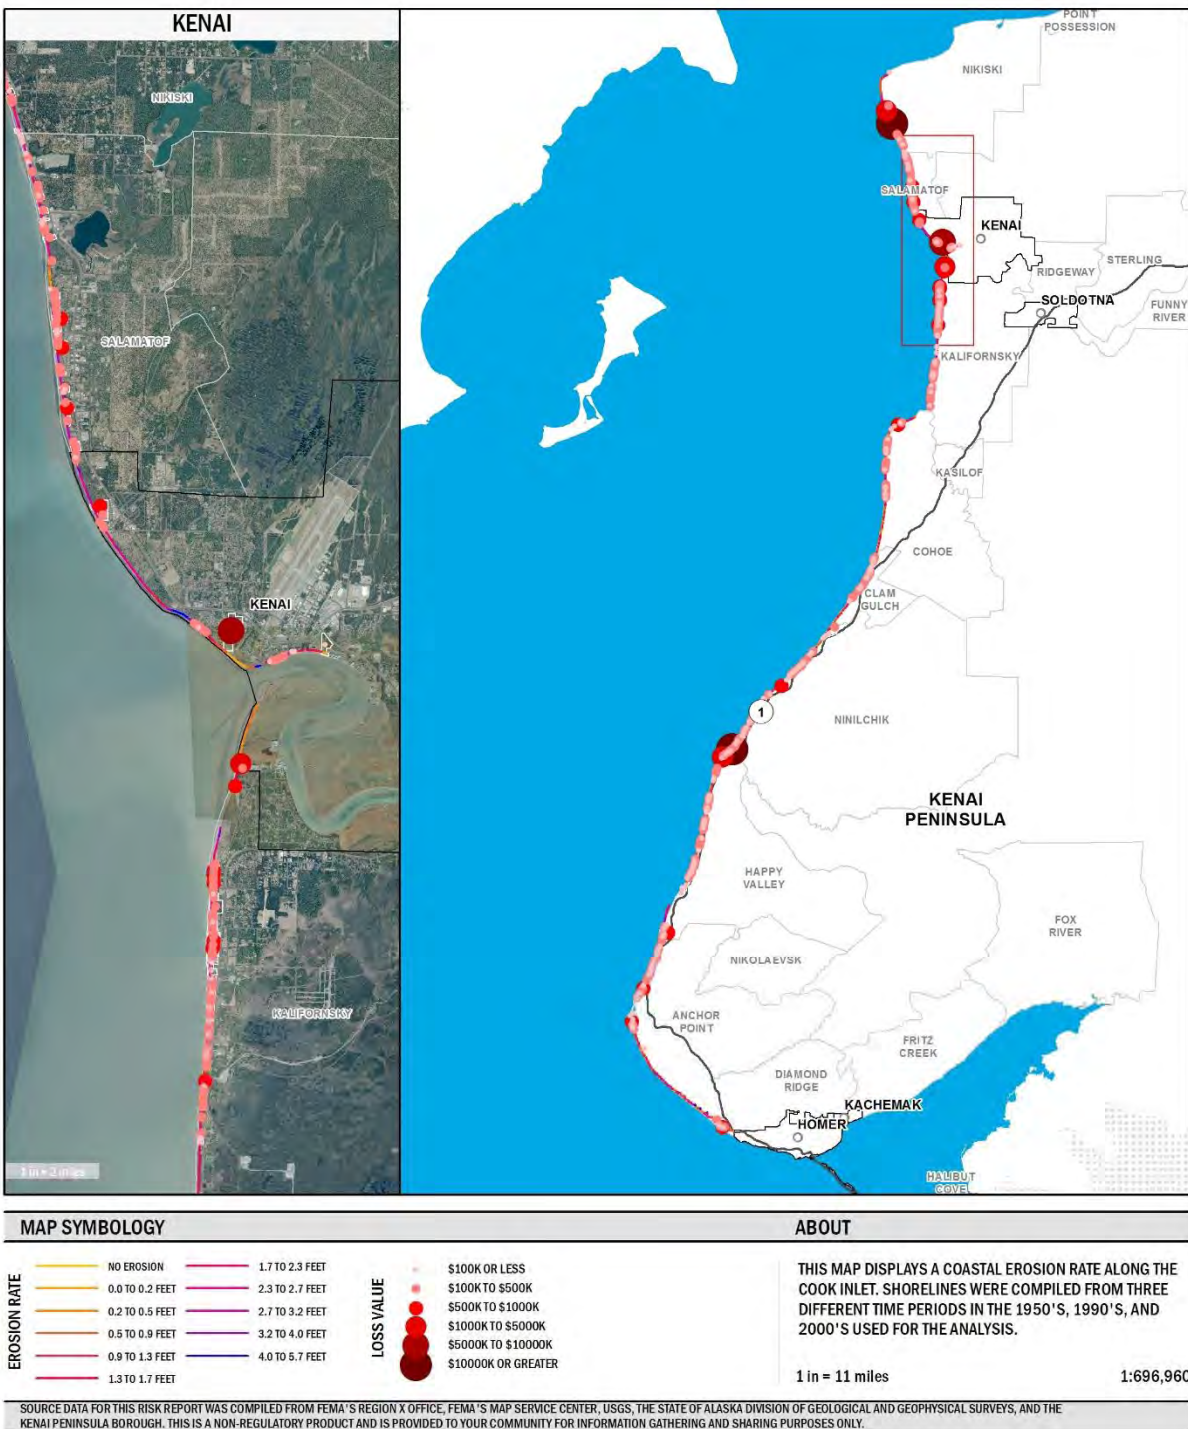 KENAI
NIKISKI
SALAMATOF
KENAI
KALIFORNSKY
1 in = 2 miles
POINT
POSSESSION
NIKISKI
SALAMATOF
KENAI
RIDGEWAY
STERLING
SOLDOTNA
FUNNY
RIVER
KALIFORNSKY
KASILOF
COHOE
CLAM
GULCH
1
NINILCHIK
KENAI
PENINSULA
HAPPY
VALLEY
FOX
RIVER
NIKOLAEVSK
ANCHOR
POINT
FRITZ
CREEK
DIAMOND
RIDGE
KACHEMAK
HOMER
HALIBUT
COVE
MAP SYMBOLOGY
EROSION RATE
NO EROSION
0.0 TO 0.2 FEET
0.2 TO 0.5 FEET
0.5 TO 0.9 FEET
0.9 TO 1.3 FEET
1.3 TO 1.7 FEET
1.7 TO 2.3 FEET
2.3 TO 2.7 FEET
2.7 TO 3.2 FEET
3.2 TO 4.0 FEET
4.0 TO 5.7 FEET
LOSS VALUE
$100K OR LESS
$100K TO $500K
$500K TO $1000K
$1000K TO $5000K
$5000K TO $10000K
$10000K OR GREATER
ABOUT
THIS MAP DISPLAYS A COASTAL EROSION RATE ALONG THE
COOK INLET. SHORELINES WERE COMPILED FROM THREE
DIFFERENT TIME PERIODS IN THE 1950'S, 1990'S, AND
2000'S USED FOR THE ANALYSIS.
1 in = 11 miles 1:696,960
SOURCE DATA FOR THIS RISK REPORT WAS COMPILED FROM FEMA'S REGION X OFFICE, FEMA'S MAP SERVICE CENTER, USGS, THE STATE OF ALASKA DIVISION OF GEOLOGICAL AND GEOPHYSICAL SURVEYS, AND THE
KENAI PENINSULA BOROUGH. THIS IS A NON-REGULATORY PRODUCT AND IS PROVIDED TO YOUR COMMUNITY FOR INFORMATION GATHERING AND SHARING PURPOSES ONLY.